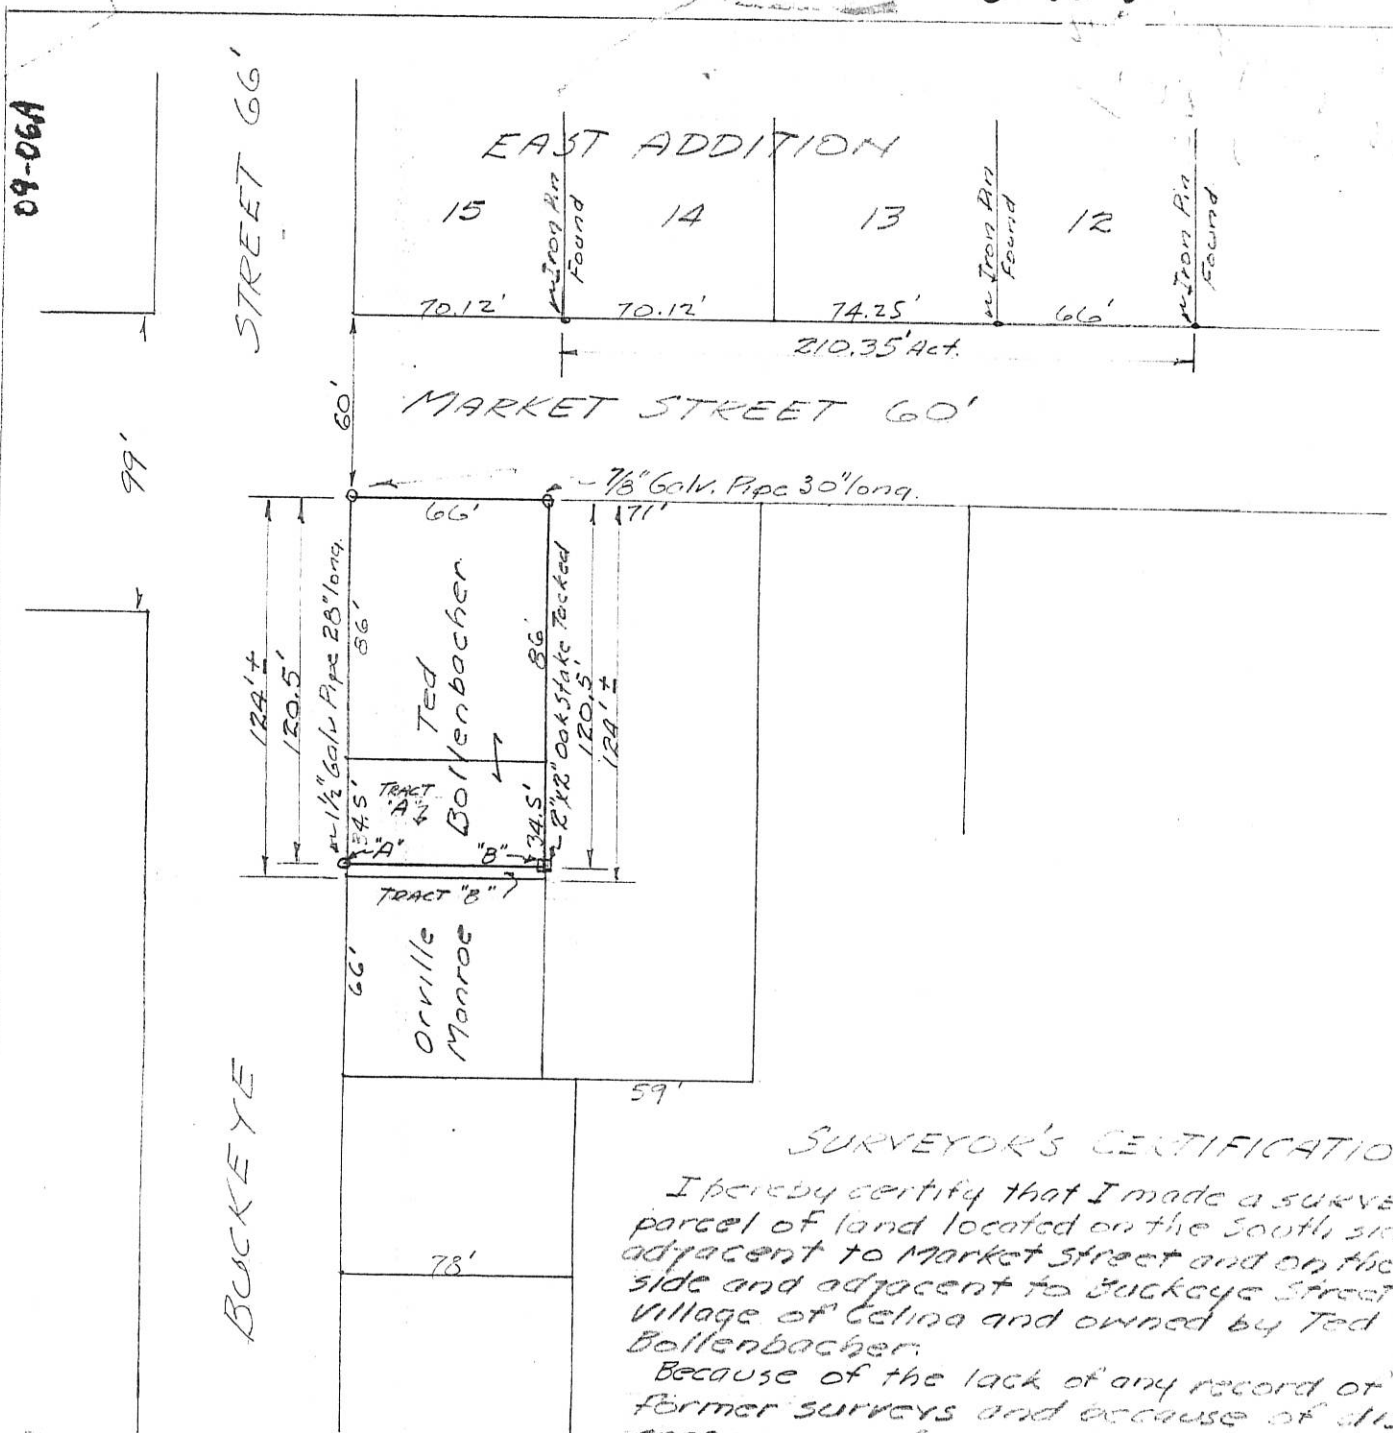 09-06A
STREET 66'
EAST ADDITION
15
14
13
12
Iron Pin
Found
Iron Pin
Found
Iron Pin
Found
70.12'
70.12'
74.25'
66'
210.35' Act.
60'
MARKET STREET 60'
99'
7/8" Galv. Pipe 30" long.
66'
71'
124' ±
120.5'
1 1/2" Galv. Pipe 28" long.
86'
Ted
Bollenbacher
86'
2" x 2" Oak Stake Tacked
120.5'
124' ±
34.5'
TRACT
"A"
34.5'
"A"
"B"
TRACT "B"
66'
Orville
Monroe
59'
78'
BUCKEYE
SURVEYOR'S CERTIFICATIO
I hereby certify that I made a surve
parcel of land located on the South sid
adjacent to Market Street and on the
side and adjacent to Buckeye Street
Village of Celina and owned by Ted
Bollenbacher.
Because of the lack of any record of
former surveys and because of dis